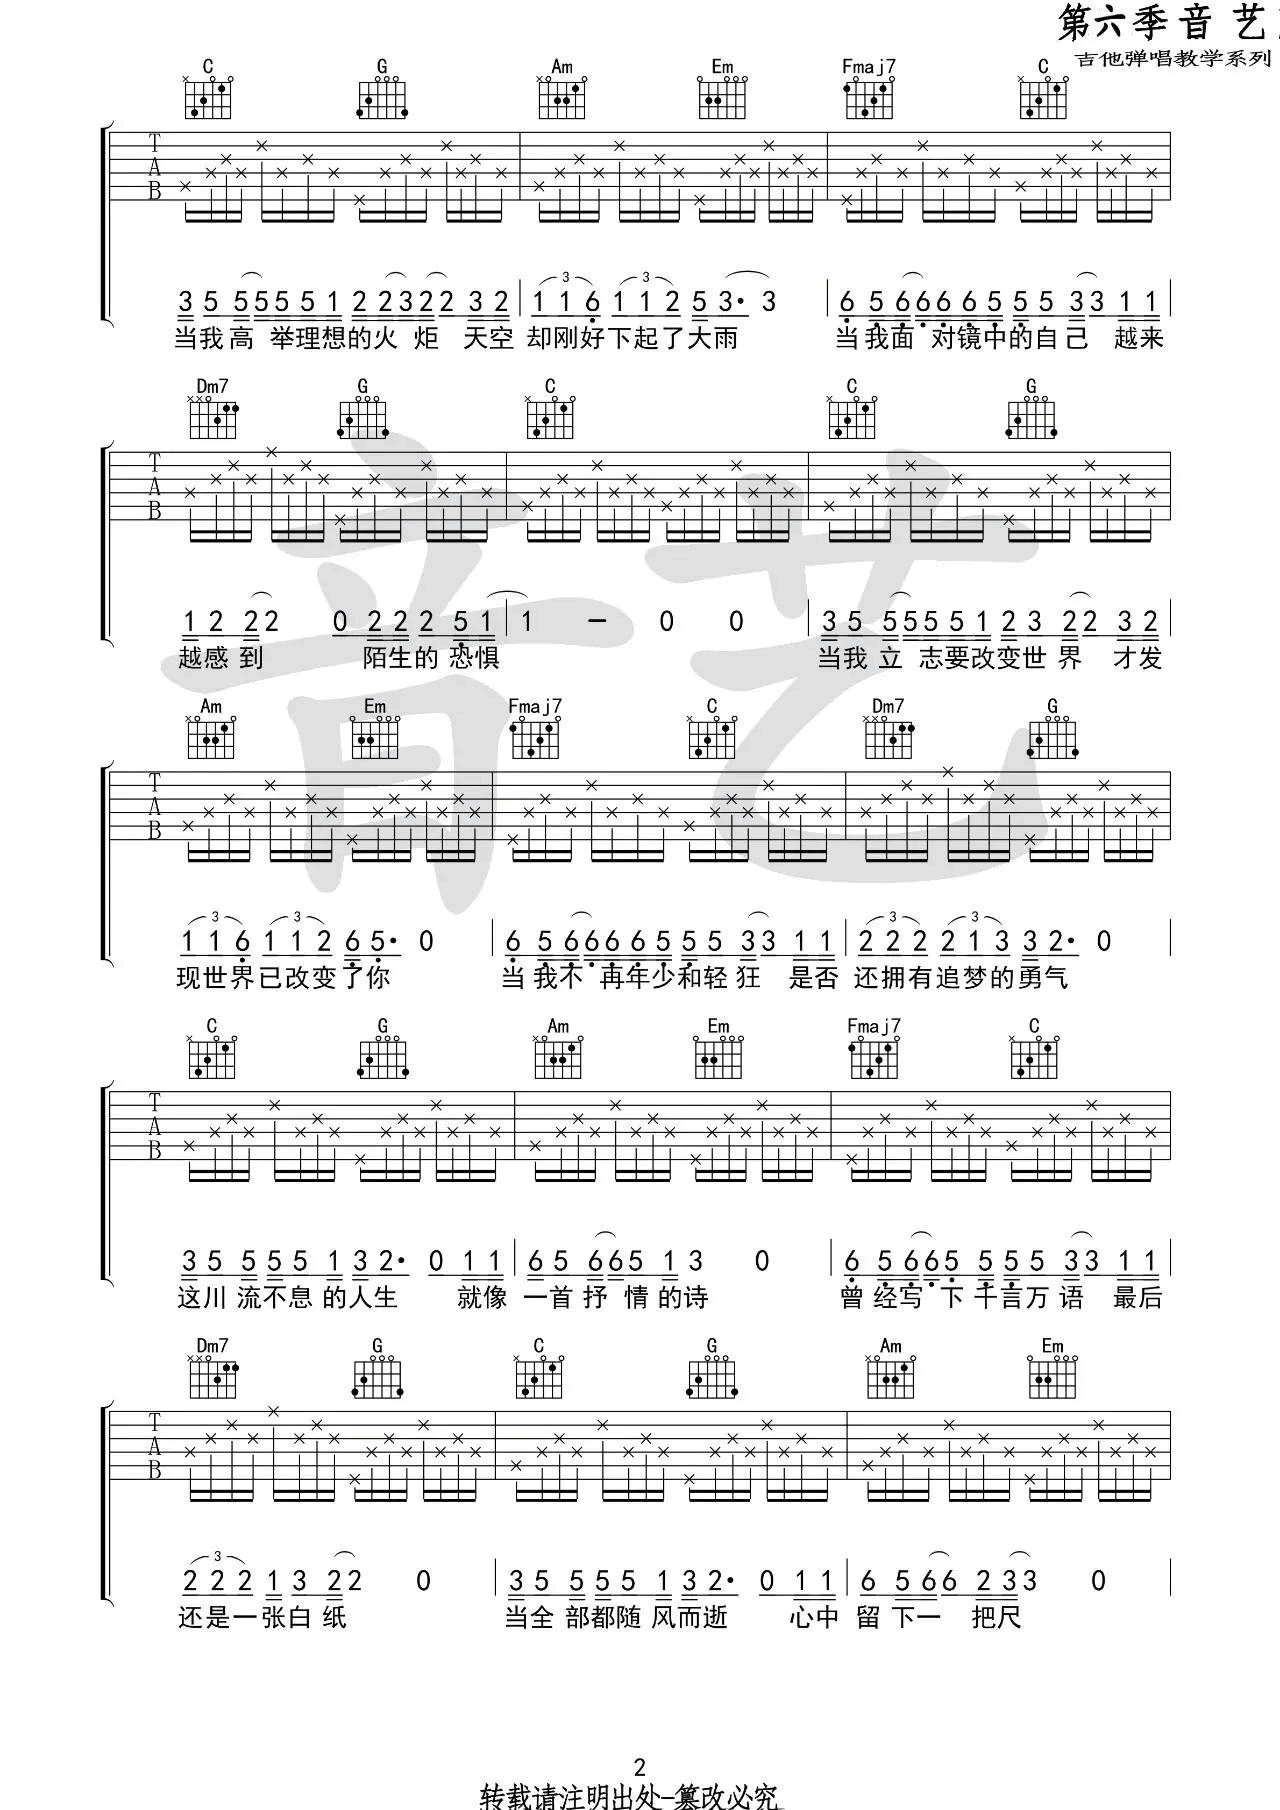 第六季音 艺
吉他弹唱教学系列
C G Am Em Fmaj7 C
T A B
3 5 5 5 5 5 1 2 2 3 2 2 3 2 1 1 6 1 1 2 5 3· 3 6 5 6 6 6 6 5 5 5 3 3 1 1
当我高 举理想的火 炬 天空 却刚好下起了大雨 当我面 对镜中的自己 越来
Dm7 G C C G
T A B
1 2 2 2 0 2 2 2 5 1 1 - 0 0 3 5 5 5 5 5 1 2 3 2 2 3 2
越感到 陌生的 恐惧 当我立 志要改变世界 才发
Am Em Fmaj7 C Dm7 G
T A B
1 1 6 1 1 2 6 5· 0 6 5 6 6 6 6 5 5 5 3 3 1 1 2 2 2 2 1 3 3 2· 0
现世界已改变了你 当我不 再年少和轻狂 是否 还拥有追梦的勇气
C G Am Em Fmaj7 C
T A B
3 5 5 5 5 1 3 2· 0 1 1 6 5 6 6 5 1 3 0 6 5 6 6 5 5 5 5 3 3 1 1
这川流不息的人生 就像 一首抒 情的诗 曾经写 下千言万语 最后
Dm7 G C G Am Em
T A B
2 2 2 1 3 2 2 0 3 5 5 5 5 1 3 2· 0 1 1 6 5 6 6 2 3 3 0
还是一张白纸 当全部都随风而逝 心中 留下一 把尺
2
转载请注明出处-篡改必究